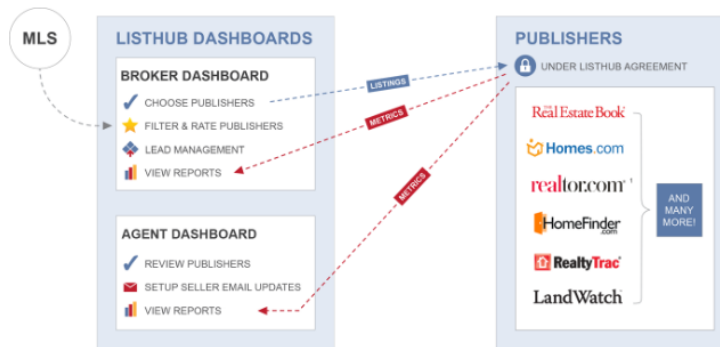 MLS
LISTHUB DASHBOARDS
BROKER DASHBOARD
CHOOSE PUBLISHERS
FILTER & RATE PUBLISHERS
LEAD MANAGEMENT
VIEW REPORTS
AGENT DASHBOARD
REVIEW PUBLISHERS
SETUP SELLER EMAIL UPDATES
VIEW REPORTS
LISTINGS
METRICS
METRICS
PUBLISHERS
UNDER LISTHUB AGREEMENT
THE
Real Estate Book
Homes.com
realtor.com 1
HomeFinder
.com
RealtyTrac
LandWatch
AND
MANY
MORE!